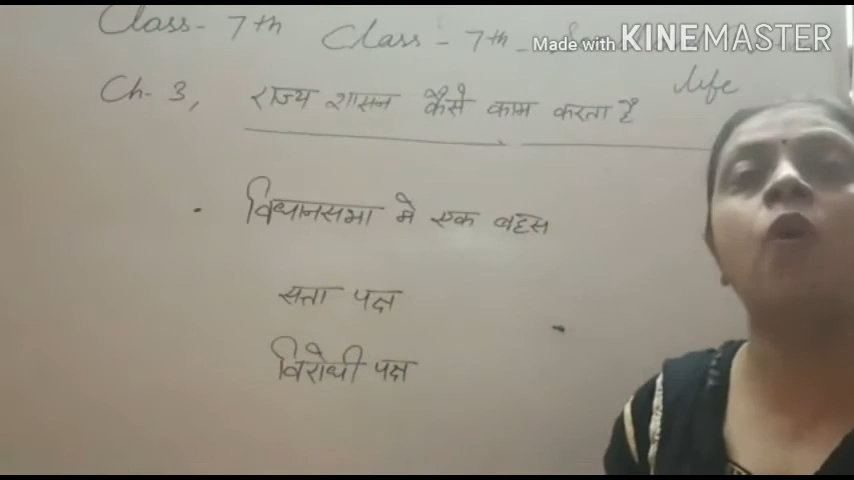 Class - 7th
Class - 7th -
Made with KINEMASTER
life
Ch. 3, राज्य शासन कैसे काम करता है
. विधानसभा मे एक बहस
सत्ता पक्ष
विरोधी पक्ष